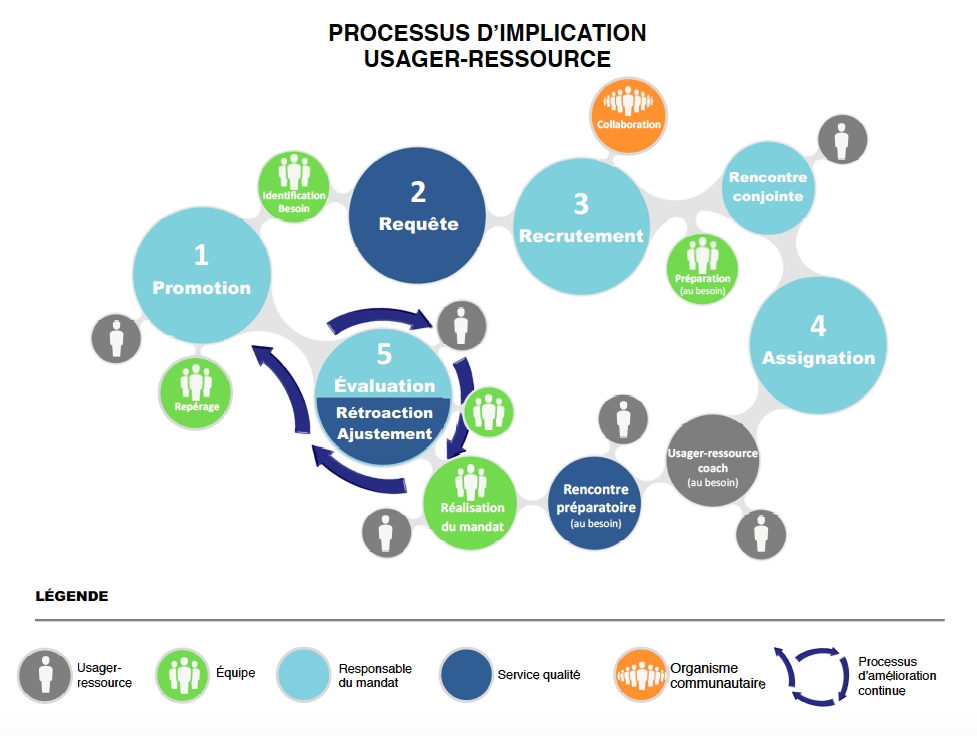 PROCESSUS D’IMPLICATION
USAGER-RESSOURCE
Collaboration
Identification
Besoin
2
Requête
3
Recrutement
Rencontre
conjointe
1
Promotion
Préparation
(au besoin)
4
Assignation
5
Évaluation
Rétroaction
Ajustement
Repérage
Usager-ressource
coach
(au besoin)
Rencontre
préparatoire
(au besoin)
Réalisation
du mandat
LÉGENDE
Usager-
ressource
Équipe
Responsable
du mandat
Service qualité
Organisme
communautaire
Processus
d’amélioration
continue